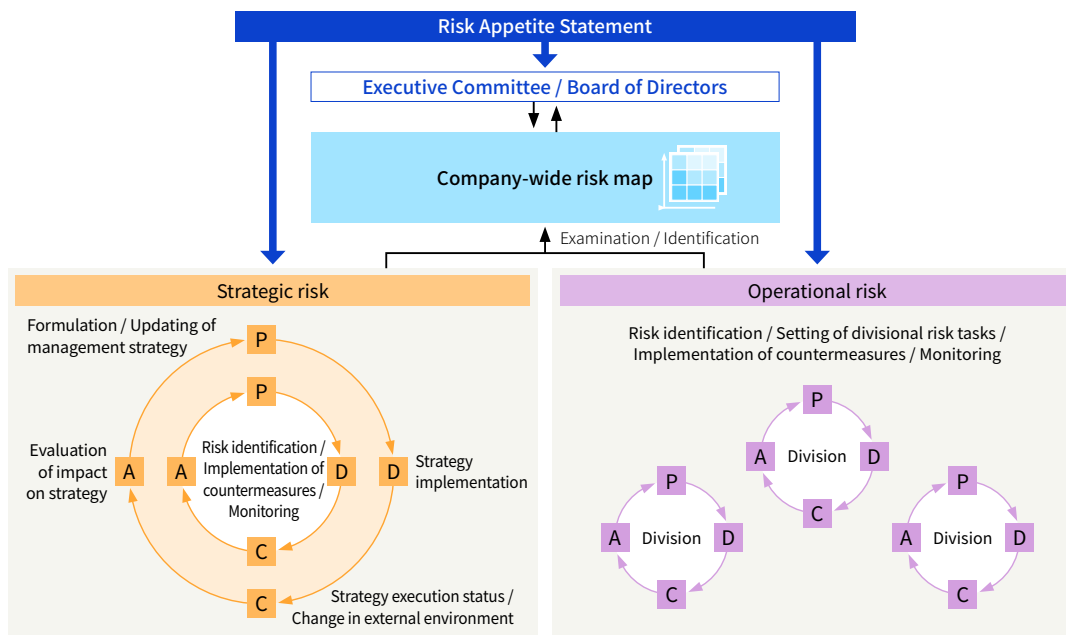 Risk Appetite Statement
Executive Committee / Board of Directors
Company-wide risk map
Examination / Identification
Strategic risk
Formulation / Updating of
management strategy
P
P
Evaluation
of impact
on strategy
A
A
Risk identification /
Implementation of
countermeasures /
Monitoring
D
D
Strategy
implementation
C
C
Strategy execution status /
Change in external environment
Operational risk
Risk identification / Setting of divisional risk tasks /
Implementation of countermeasures / Monitoring
P
A
Division
D
C
P
A
Division
D
C
P
A
Division
D
C